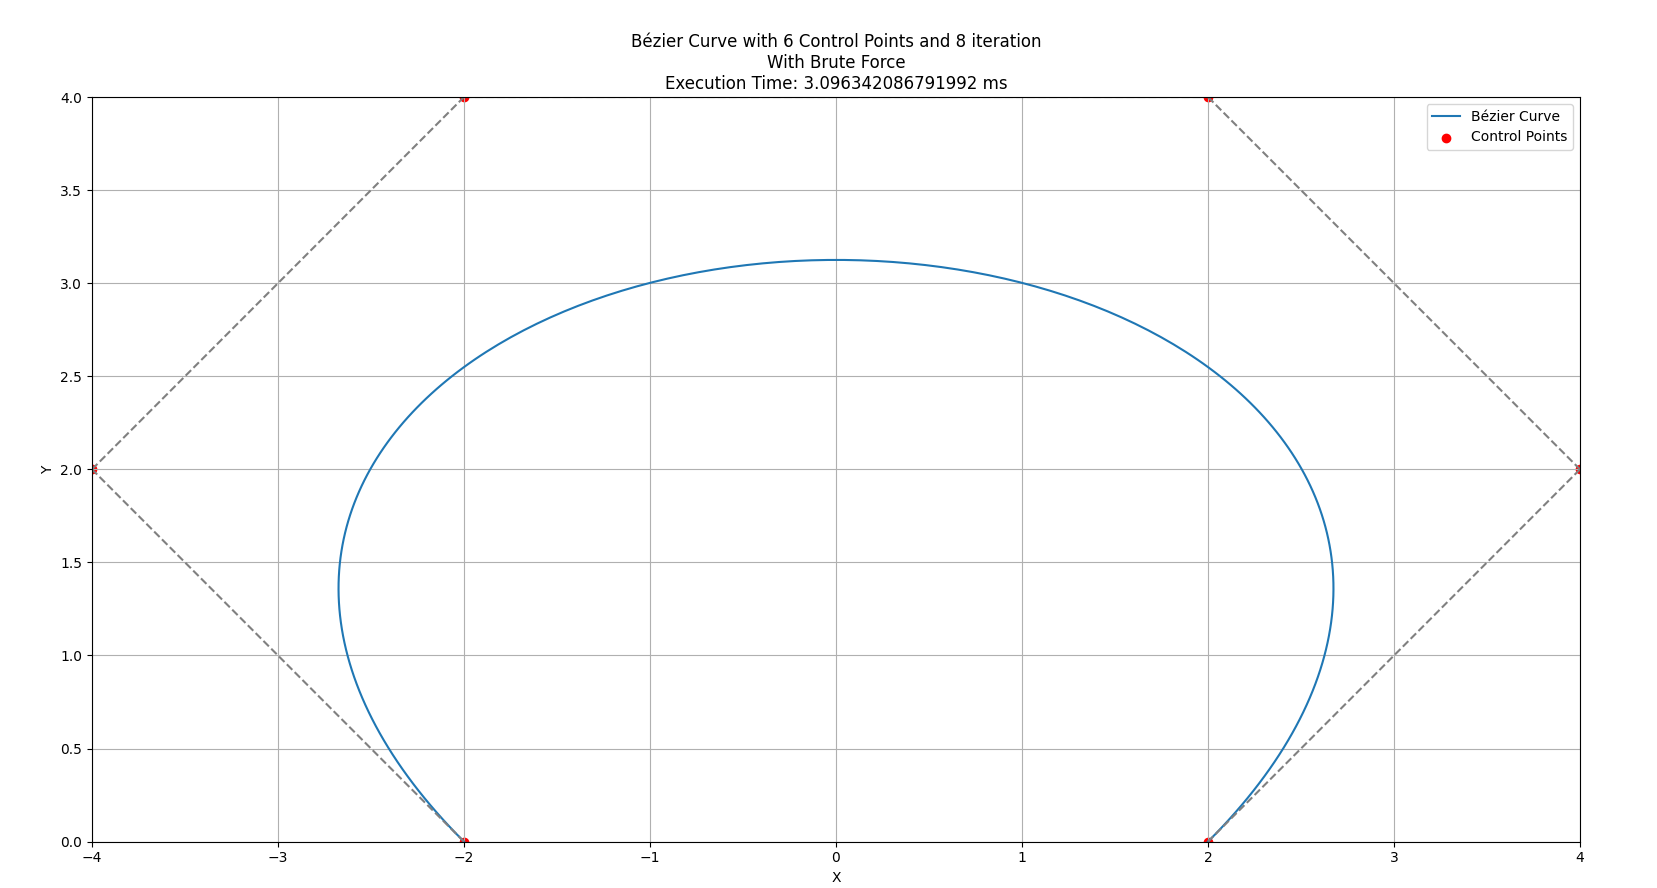 Bézier Curve with 6 Control Points and 8 iteration
With Brute Force
Execution Time: 3.096342086791992 ms
Bézier Curve
Control Points
4.0
3.5
3.0
2.5
2.0
1.5
1.0
0.5
0.0
Y
−4 −3 −2 −1 0 1 2 3 4
X